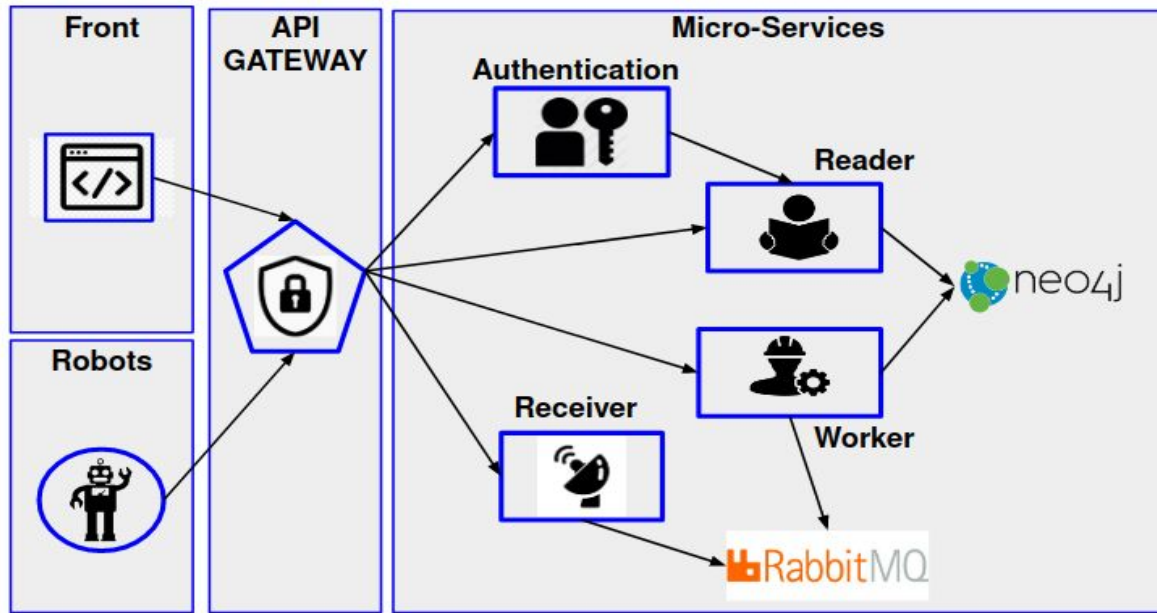 Front
API
GATEWAY
Micro-Services
Authentication
</>
Reader
neo4j
Robots
Receiver
Worker
RabbitMQ